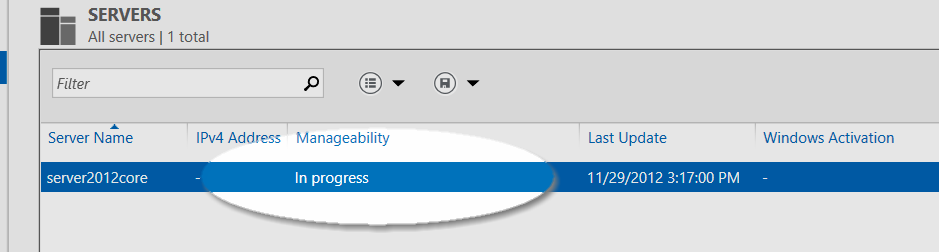 SERVERS
All servers | 1 total
Filter
Server Name IPv4 Address Manageability Last Update Windows Activation
server2012core - In progress 11/29/2012 3:17:00 PM -